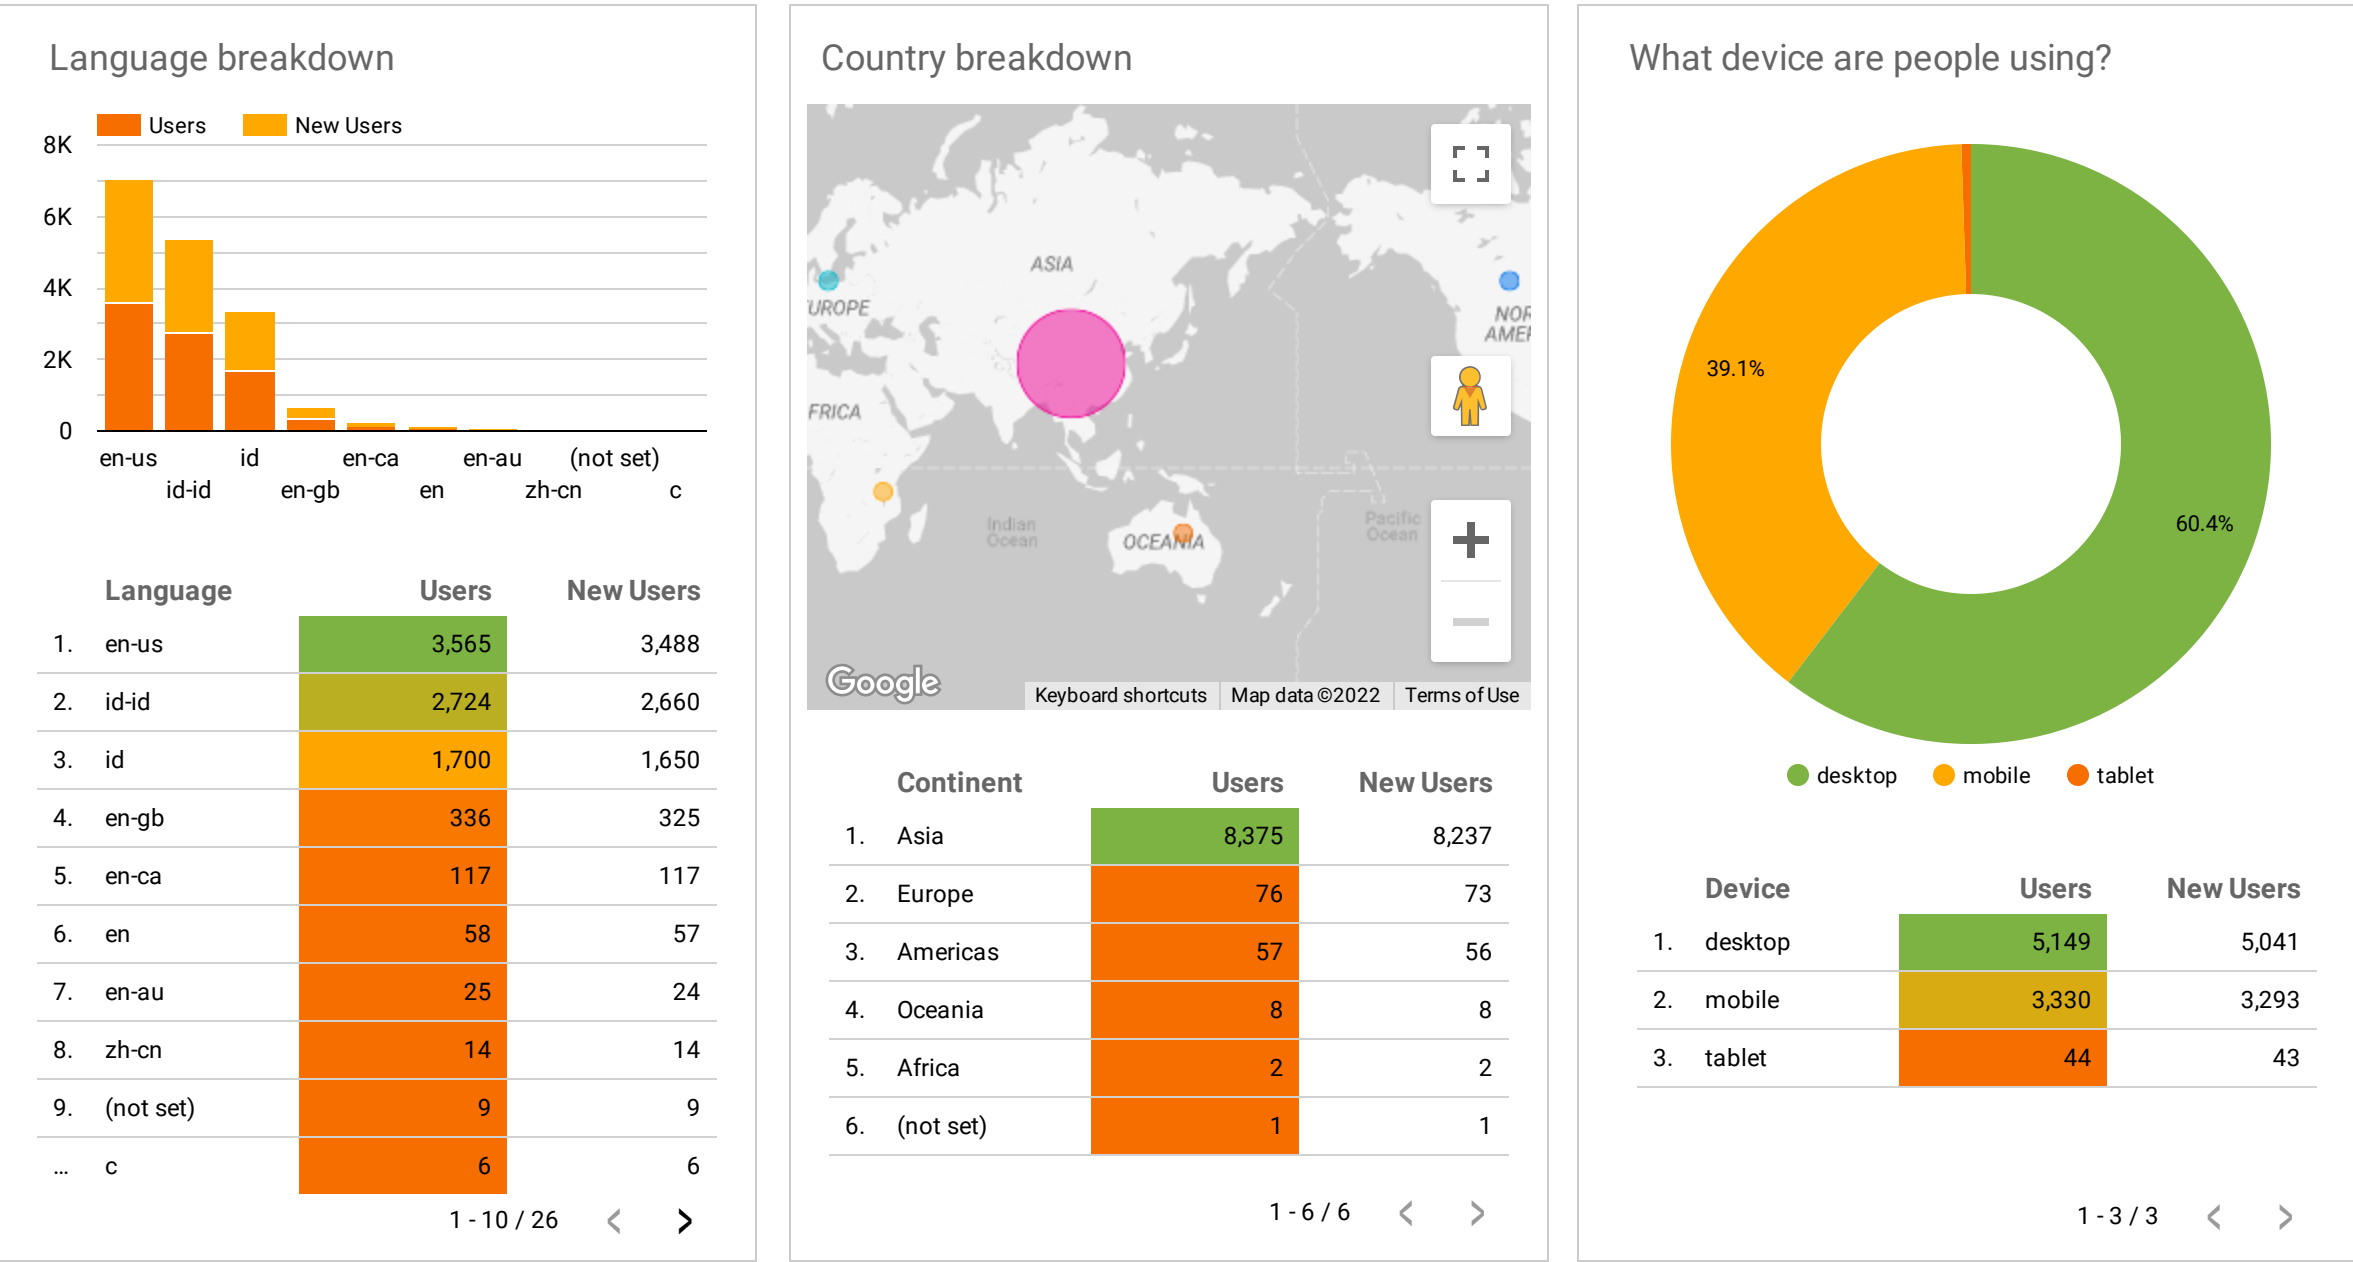 Language breakdown
Users New Users
8K
6K
4K
2K
0
en-us id en-ca en-au (not set)
id-id en-gb en zh-cn c
Language Users New Users
1. en-us 3,565 3,488
2. id-id 2,724 2,660
3. id 1,700 1,650
4. en-gb 336 325
5. en-ca 117 117
6. en 58 57
7. en-au 25 24
8. zh-cn 14 14
9. (not set) 9 9
... c 6 6
1 - 10 / 26
Country breakdown
ASIA
UROPE
NOR
AMER
FRICA
Indian
Ocean
OCEANIA
Pacific
Ocean
Google
Keyboard shortcuts Map data ©2022 Terms of Use
Continent Users New Users
1. Asia 8,375 8,237
2. Europe 76 73
3. Americas 57 56
4. Oceania 8 8
5. Africa 2 2
6. (not set) 1 1
1 - 6 / 6
What device are people using?
39.1%
60.4%
desktop mobile tablet
Device Users New Users
1. desktop 5,149 5,041
2. mobile 3,330 3,293
3. tablet 44 43
1 - 3 / 3